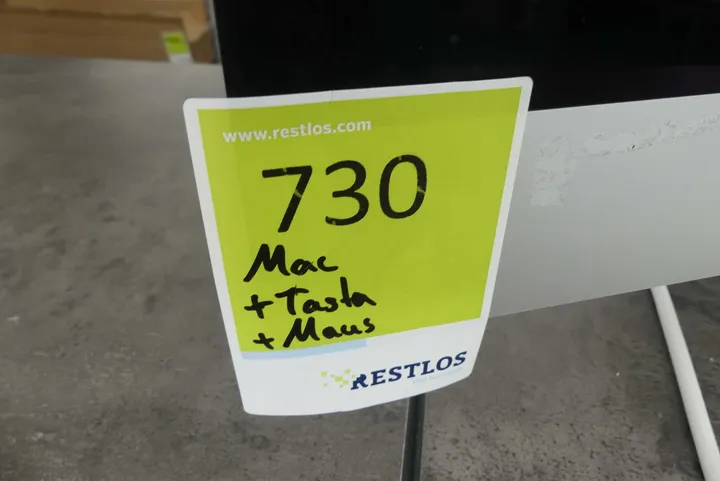 www.restlos.com
730
Mac
+ Tasta
+ Maus
RESTLOS